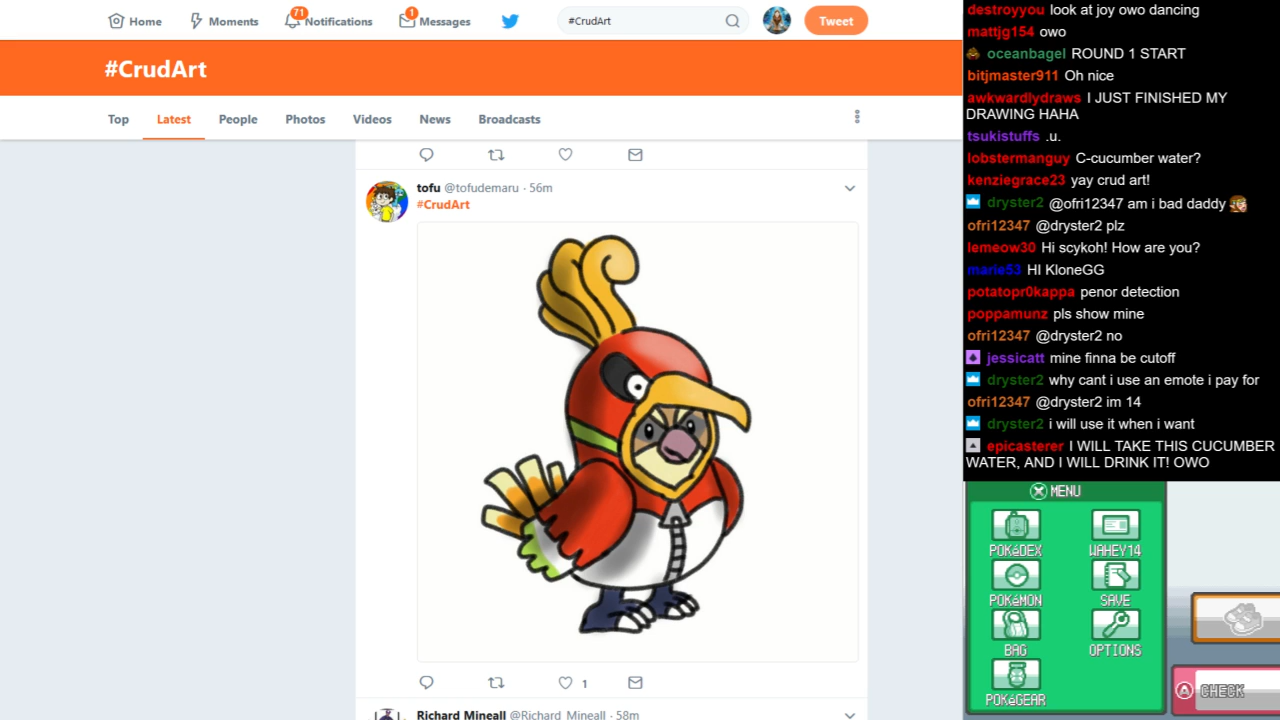 Home
Moments
71
Notifications
1
Messages
#CrudArt
Tweet
#CrudArt
Top
Latest
People
Photos
Videos
News
Broadcasts
tofu @tofudemaru · 56m
#CrudArt
1
Richard Mineall @Richard_Mineall · 58m
destroyyou look at joy owo dancing
mattjg154 owo
oceanbagel ROUND 1 START
bitjmaster911 Oh nice
awkwardlydraws I JUST FINISHED MY
DRAWING HAHA
tsukistuffs .u.
lobstermanguy C-cucumber water?
kenziegrace23 yay crud art!
dryster2 @ofri12347 am i bad daddy
ofri12347 @dryster2 plz
lemeow30 Hi scykoh! How are you?
marie53 HI KloneGG
potatopr0kappa penor detection
poppamunz pls show mine
ofri12347 @dryster2 no
jessicatt mine finna be cutoff
dryster2 why cant i use an emote i pay for
ofri12347 @dryster2 im 14
dryster2 i will use it when i want
epicasterer I WILL TAKE THIS CUCUMBER
WATER, AND I WILL DRINK IT! OWO
MENU
POKéDEX
WAHEY14
POKéMON
SAVE
BAG
OPTIONS
POKéGEAR
CHECK